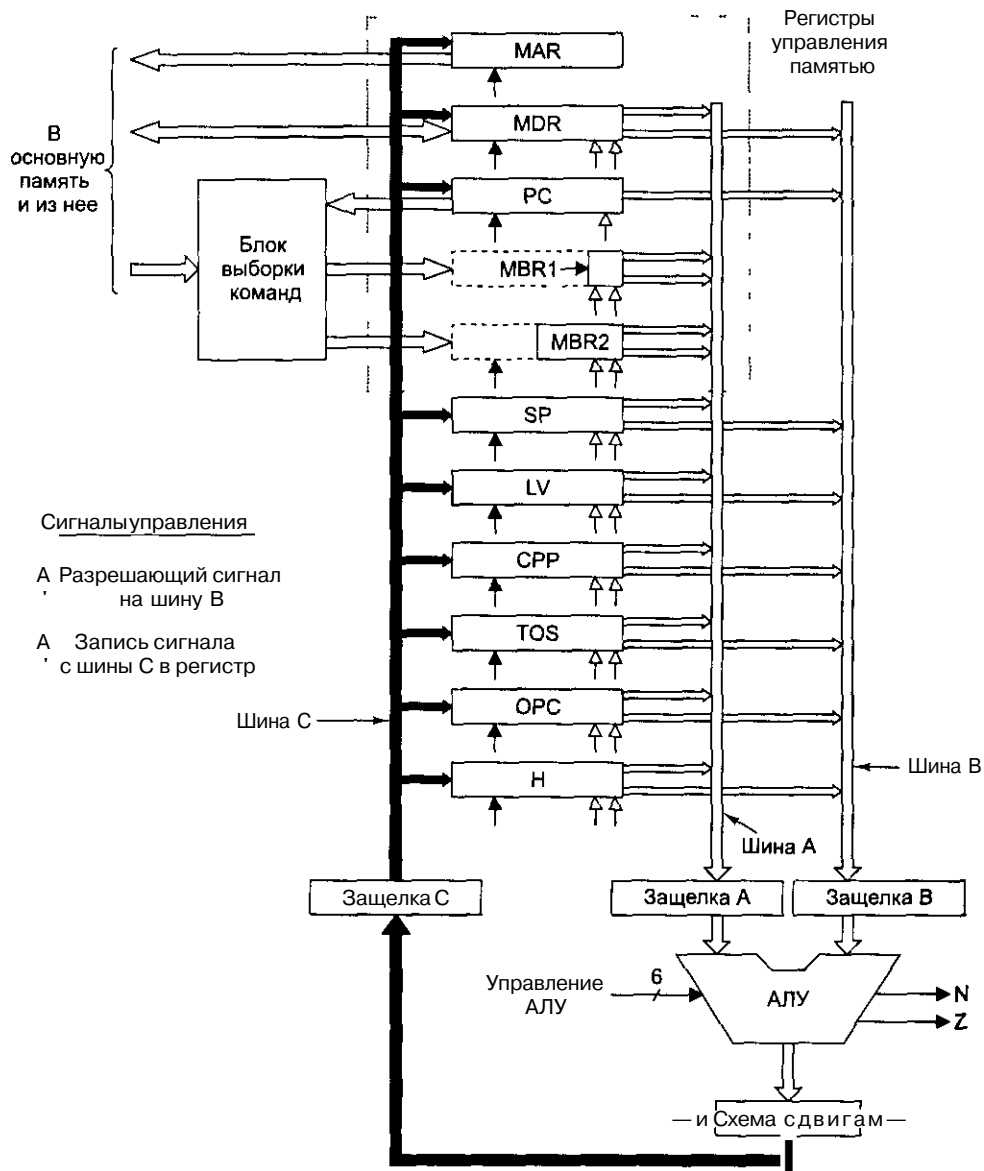 Регистры
управления
памятью
MAR
В
основную
память
и из нее
MDR
PC
Блок
выборки
команд
MBR1
MBR2
SP
LV
Сигналыуправления
А Разрешающий сигнал
' на шину В
А Запись сигнала
' с шины С в регистр
CPP
TOS
Шина С
OPC
H
Шина В
Шина А
Защелка С
Защелка А
Защелка В
Управление
АЛУ
6
АЛУ
N
Z
— и Схема сдвигам —